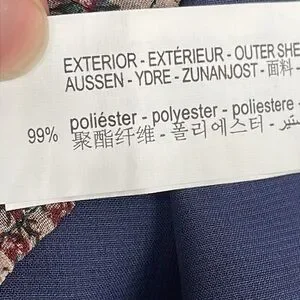 EXTERIOR - EXTÉRIEUR - OUTER SHE
AUSSEN - YDRE - ZUNANJOST - 面料 -
99% poliéster - polyester - poliestere -
聚酯纤维 - 폴리에스터 -